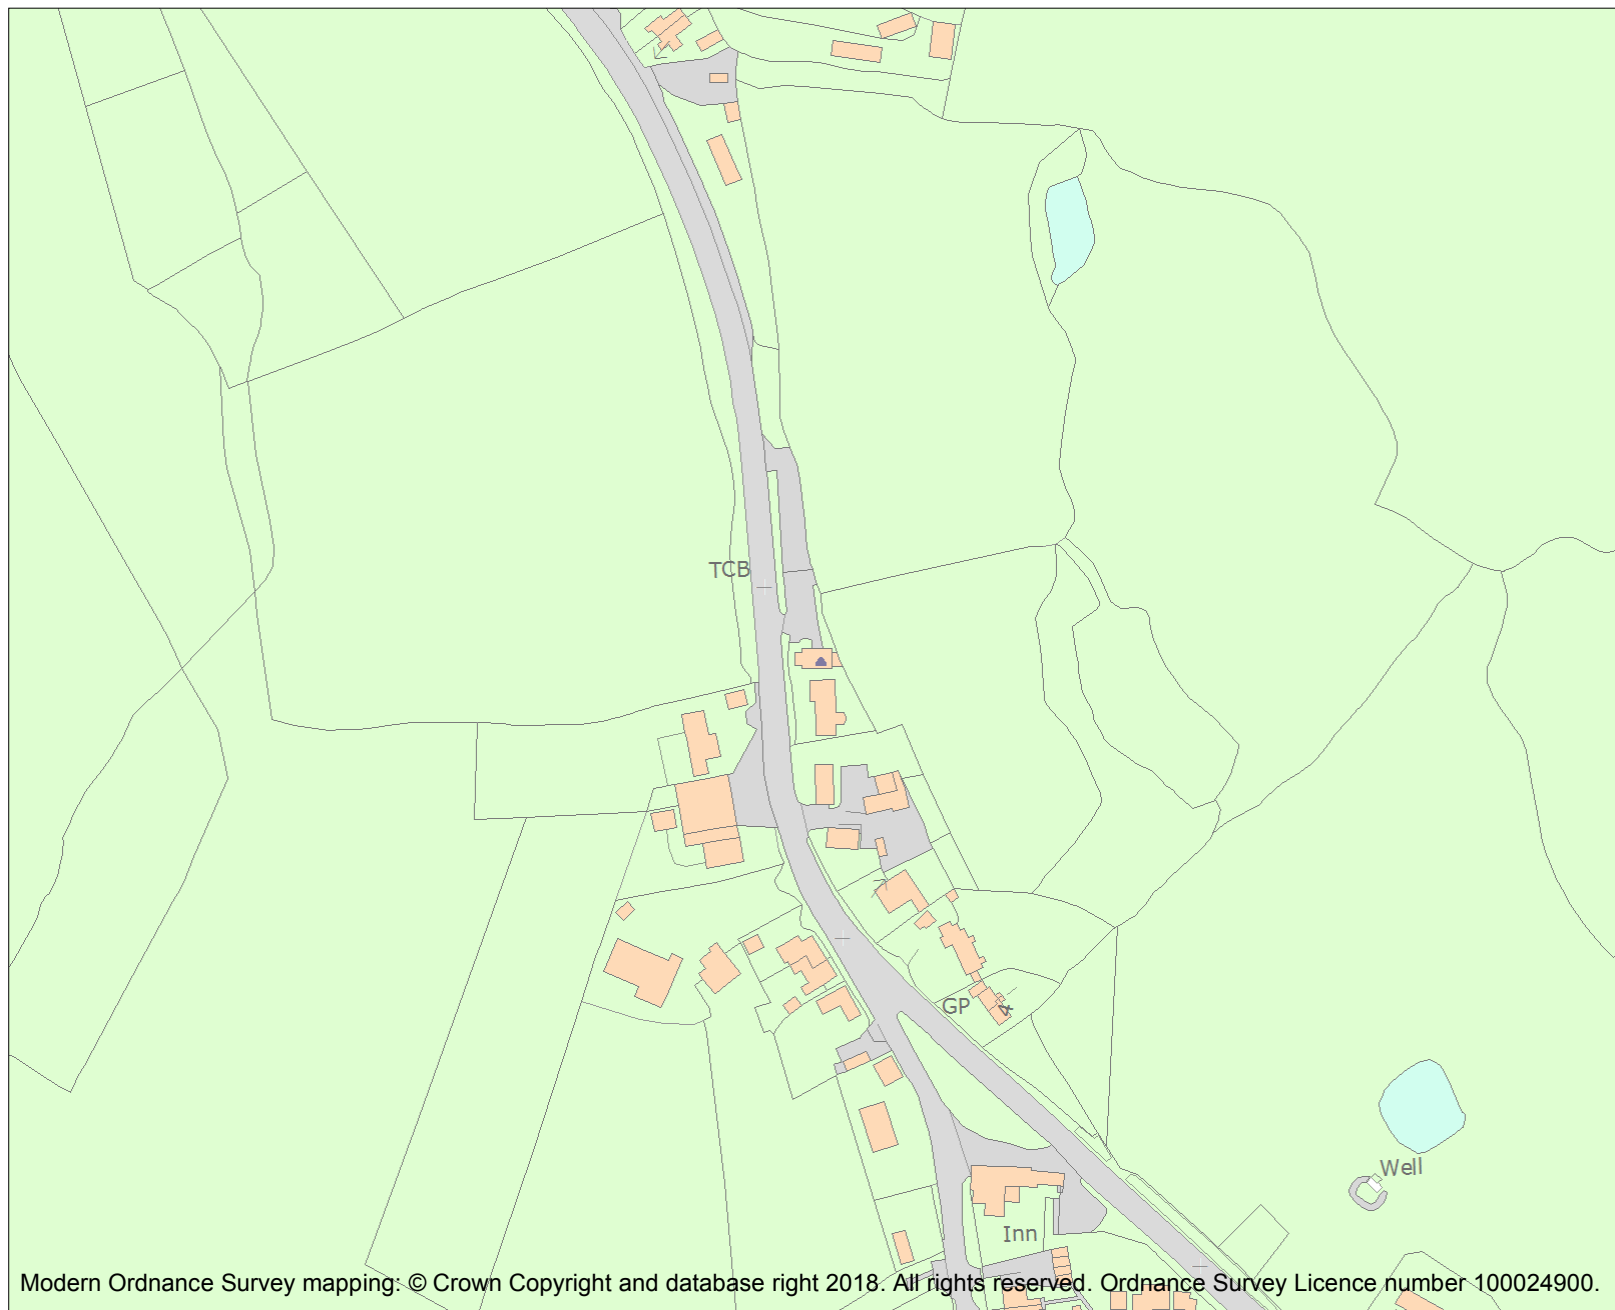 TCB
GP
4
Well
Inn
Modern Ordnance Survey mapping: © Crown Copyright and database right 2018. All rights reserved. Ordnance Survey Licence number 100024900.